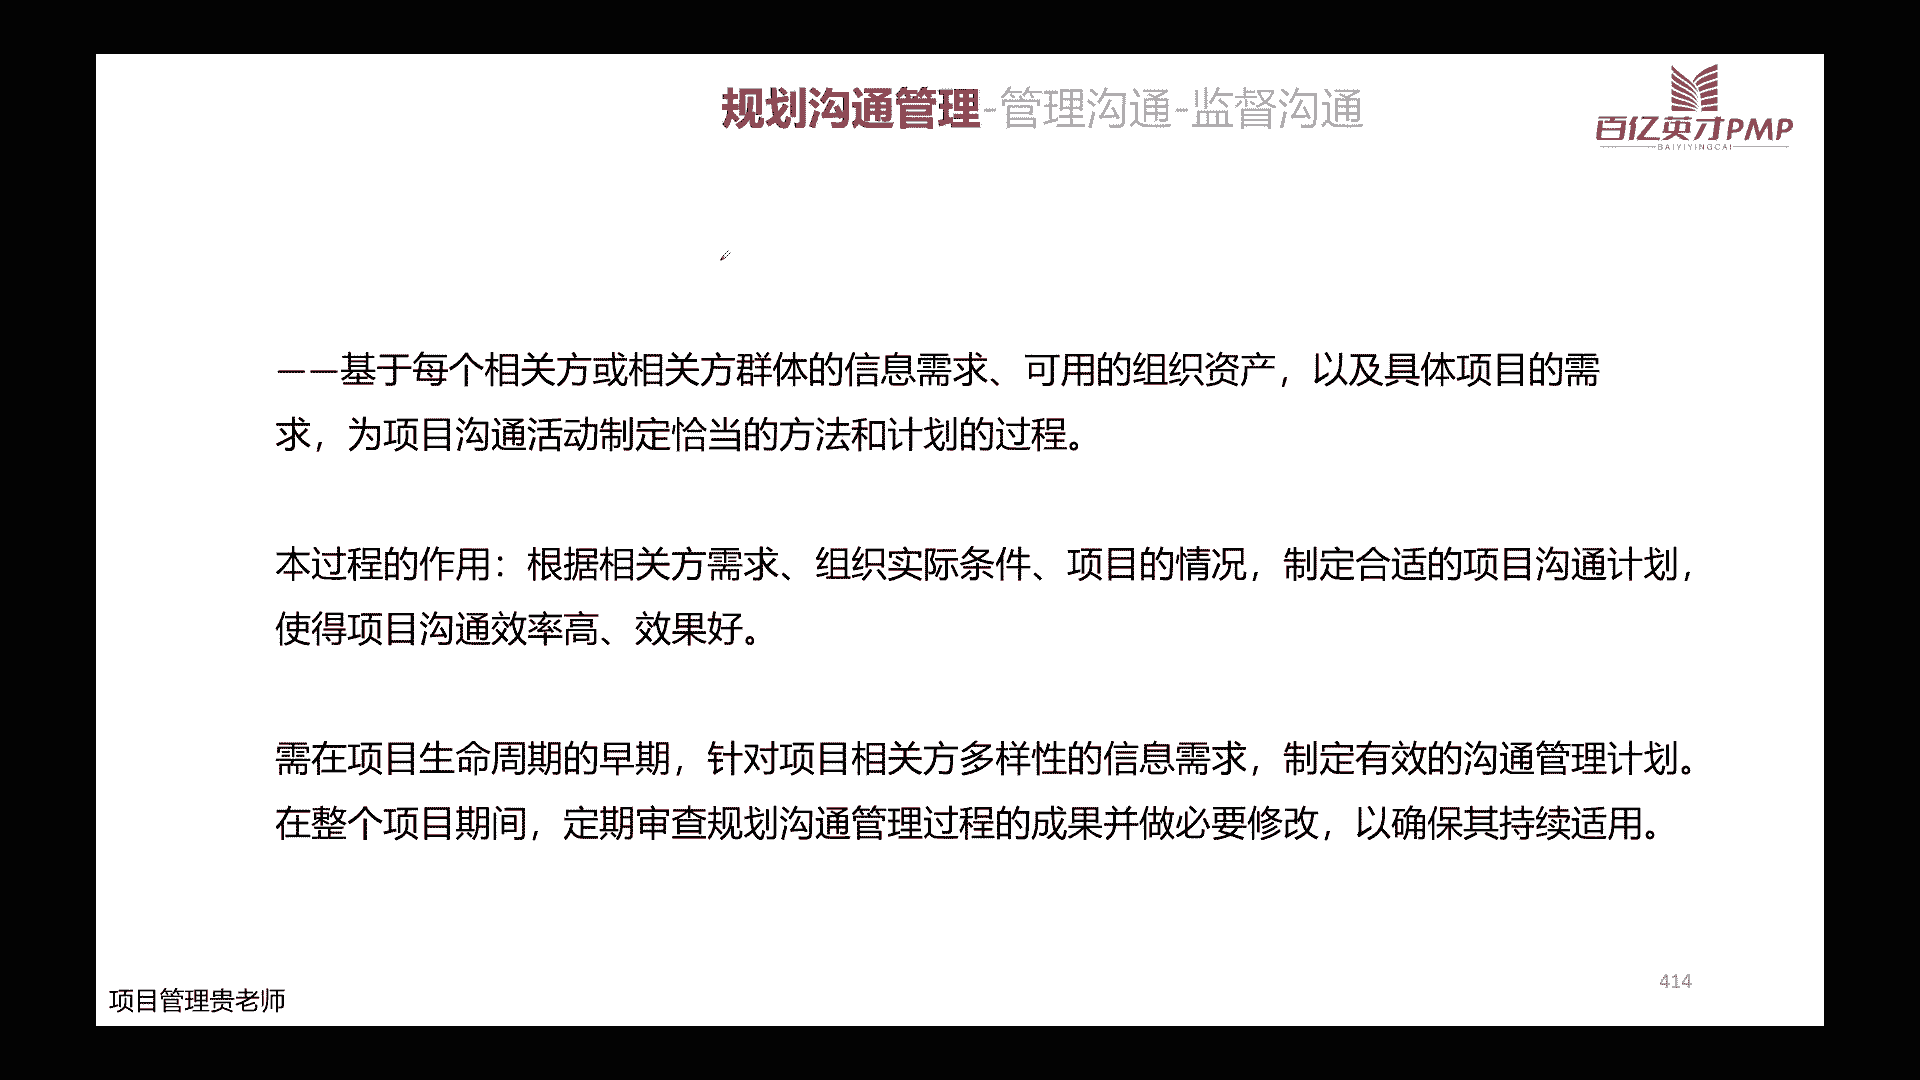 规划沟通管理-管理沟通-监督沟通
百亿英才PMP
BAIYIYINGCAI
——基于每个相关方或相关方群体的信息需求、可用的组织资产，以及具体项目的需
求，为项目沟通活动制定恰当的方法和计划的过程。
本过程的作用：根据相关方需求、组织实际条件、项目的情况，制定合适的项目沟通计划，
使得项目沟通效率高、效果好。
需在项目生命周期的早期，针对项目相关方多样性的信息需求，制定有效的沟通管理计划。
在整个项目期间，定期审查规划沟通管理过程的成果并做必要修改，以确保其持续适用。
414
项目管理贵老师